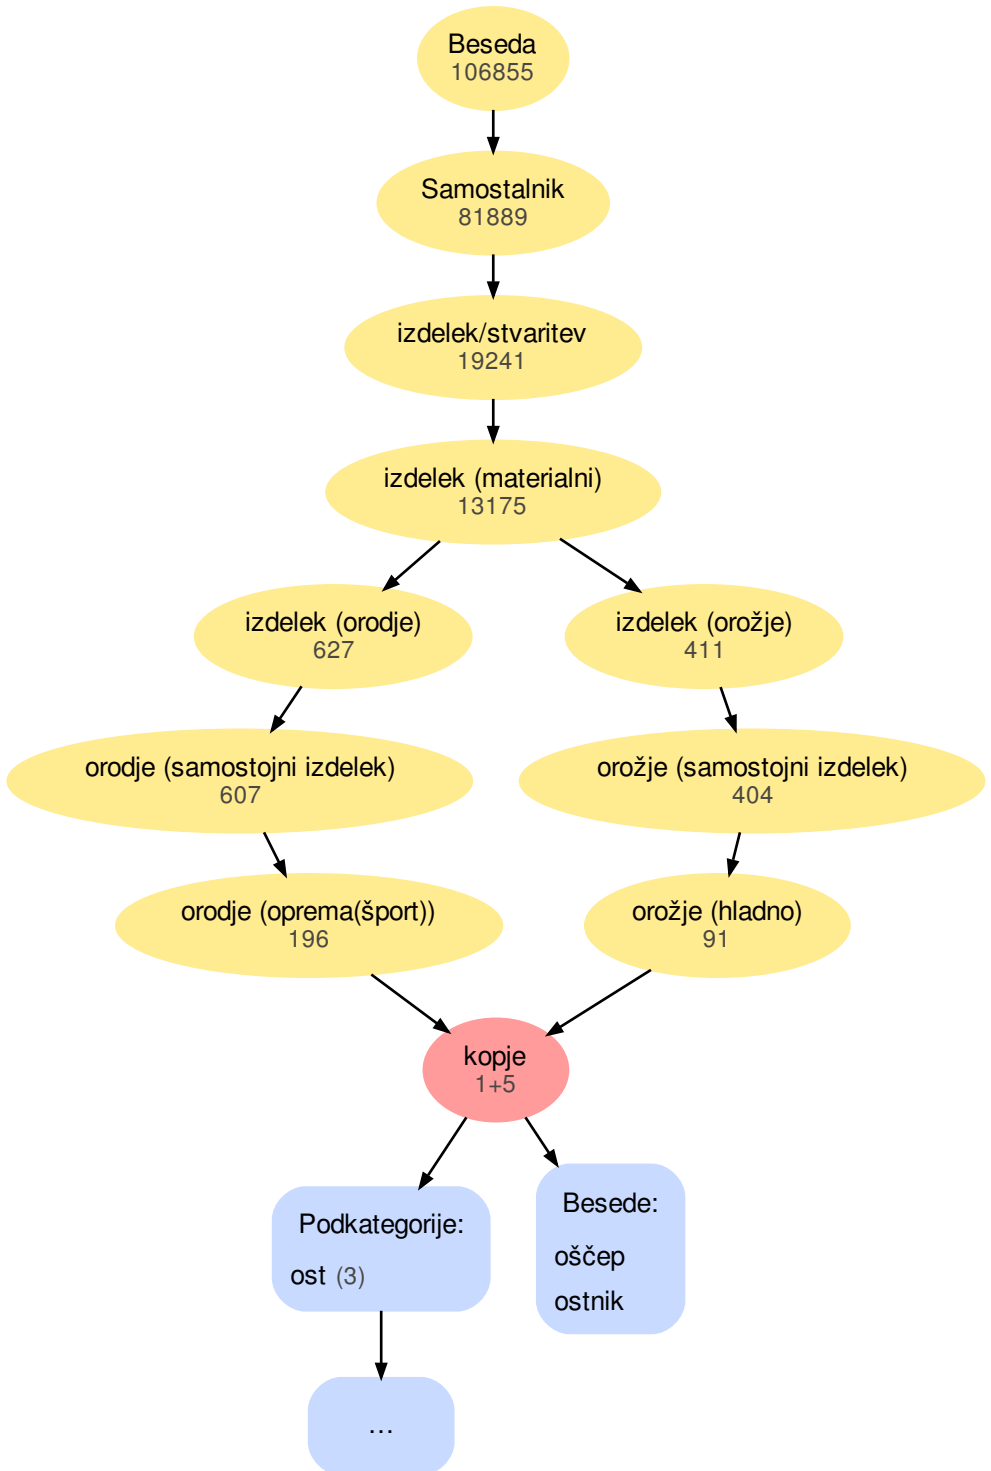 Beseda
106855
Samostalnik
81889
izdelek/stvaritev
19241
izdelek (materialni)
13175
izdelek (orodje)
627
izdelek (orožje)
411
orodje (samostojni izdelek)
607
orožje (samostojni izdelek)
404
orodje (oprema(šport))
196
orožje (hladno)
91
kopje
1+5
Podkategorije:
ost (3)
Besede:
oščep
ostnik
...